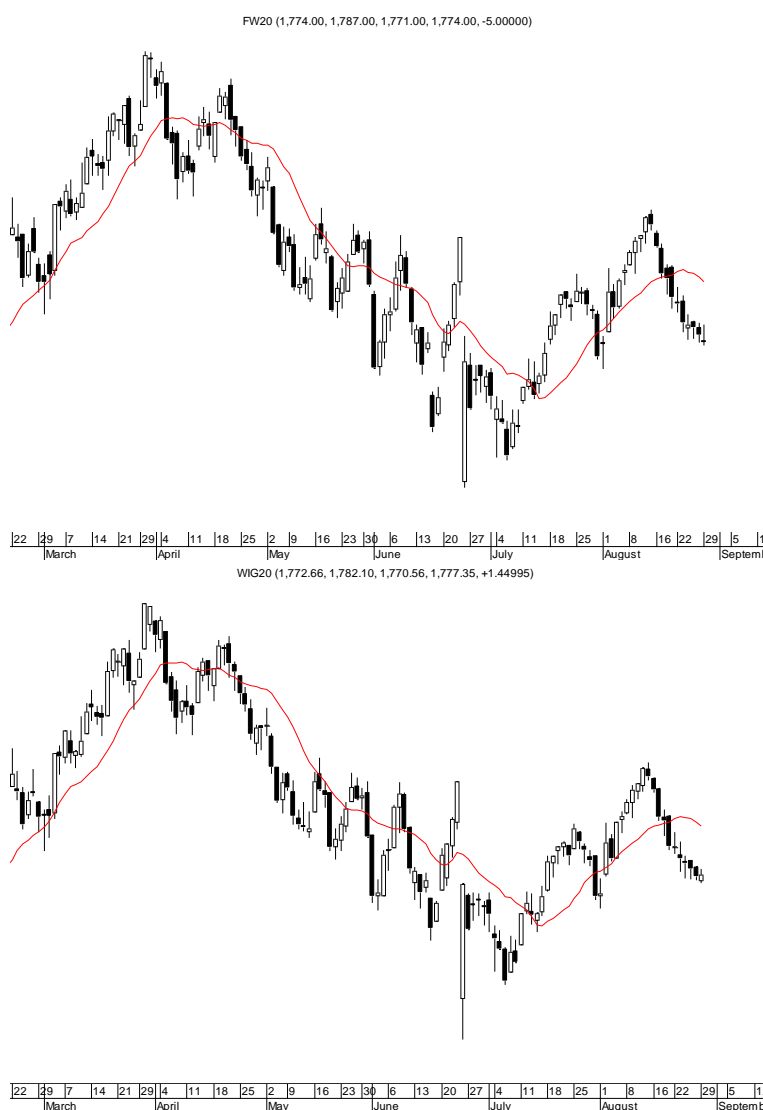 FW20 (1,774.00, 1,787.00, 1,771.00, 1,774.00, -5.00000)
22 29 7 14 21 29 4 11 18 25 2 9 16 23 30 6 13 20 27 4 11 18 25 1 8 16 22 29 5 1
March April May June July August Septemb
WIG20 (1,772.66, 1,782.10, 1,770.56, 1,777.35, +1.44995)
22 29 7 14 21 29 4 11 18 25 2 9 16 23 30 6 13 20 27 4 11 18 25 1 8 16 22 29 5 1
March April May June July August Septemb